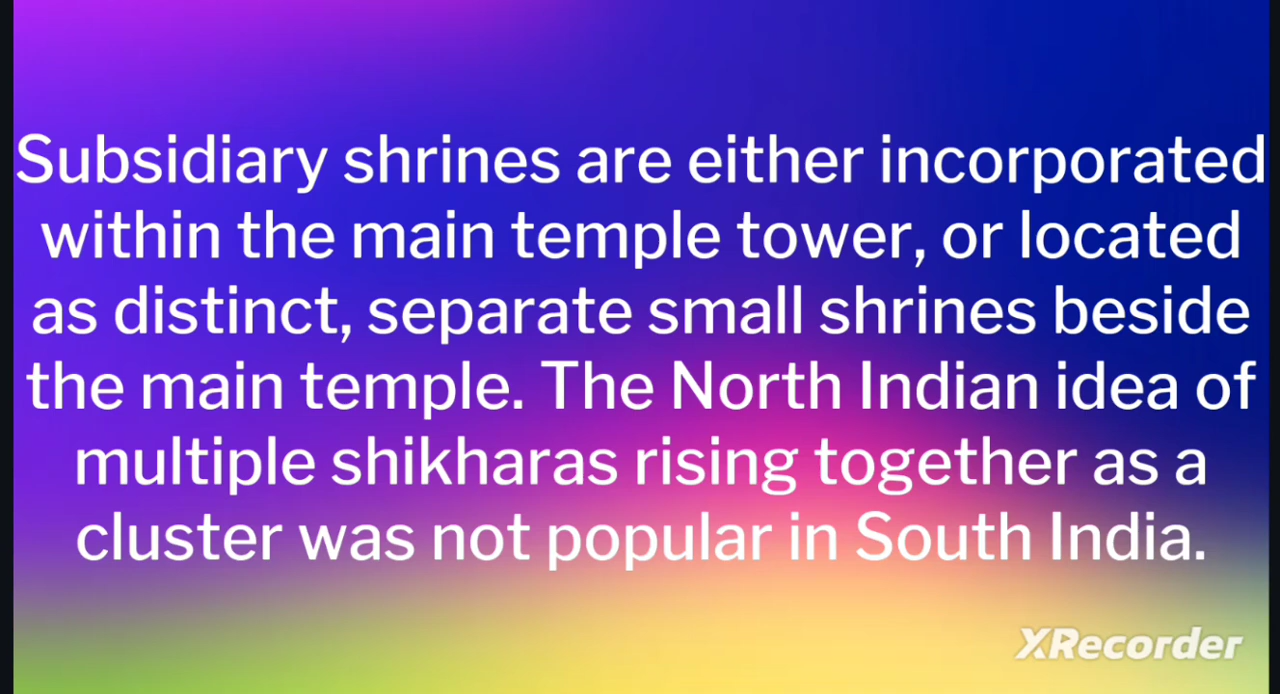 Subsidiary shrines are either incorporated
within the main temple tower, or located
as distinct, separate small shrines beside
the main temple. The North Indian idea of
multiple shikharas rising together as a
cluster was not popular in South India.
XRecorder